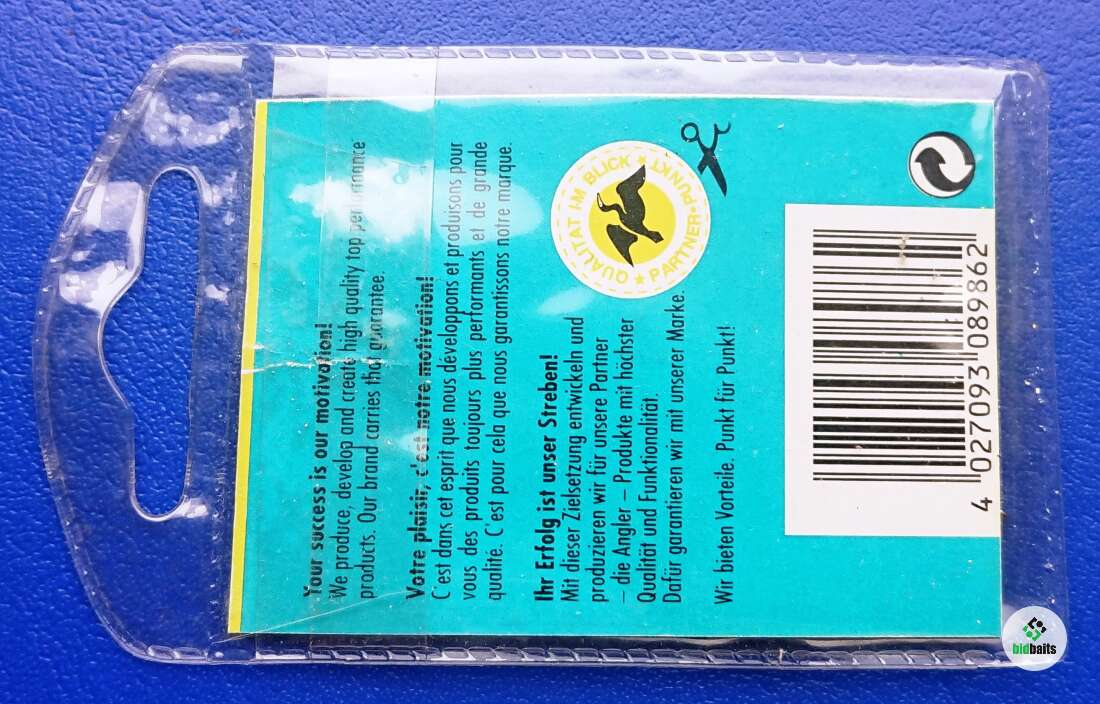 Your success is our motivation!
We produce, develop and create high quality top performance
products. Our brand carries that guarantee.
Votre plaisir, c'est notre motivation!
C'est dans cet esprit que nous développons et produisons pour
vous des produits toujours plus performants et de grande
qualité. C'est pour cela que nous garantissons notre marque.
Ihr Erfolg ist unser Streben!
Mit dieser Zielsetzung entwickeln und
produzieren wir für unsere Partner
– die Angler – Produkte mit höchster
Qualität und Funktionalität.
Dafür garantieren wir mit unserer Marke.
Wir bieten Vorteile. Punkt für Punkt!
QUALITÄT IM BLICK
PARTNER-PUNKT
4 027093 089862
bidbaits